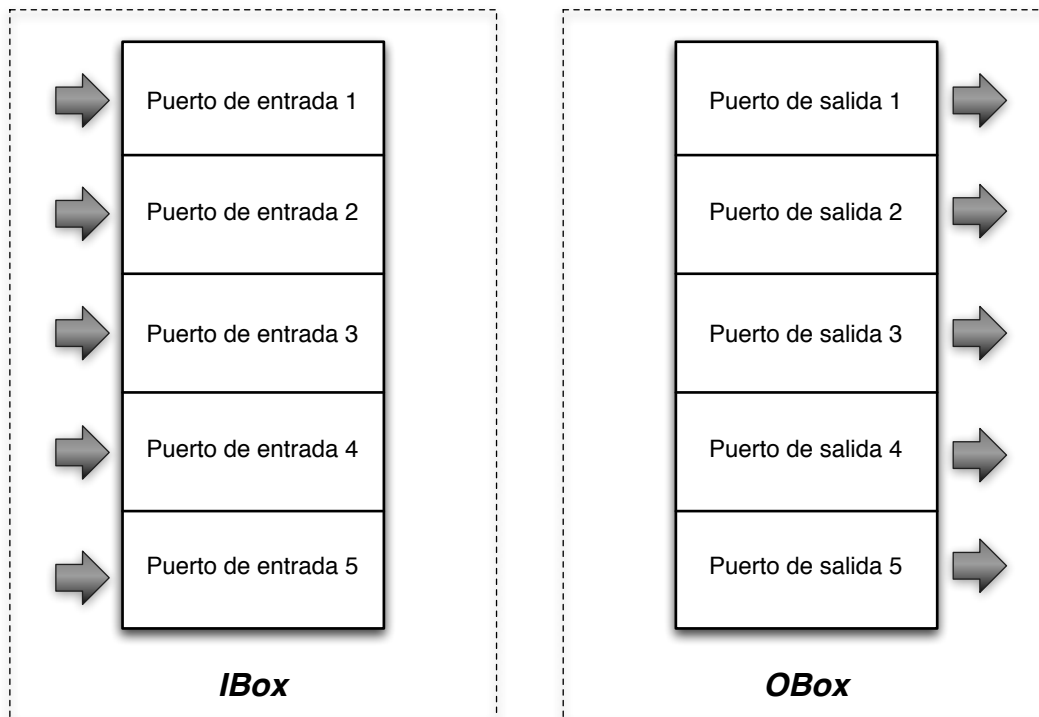 Puerto de entrada 1
Puerto de entrada 2
Puerto de entrada 3
Puerto de entrada 4
Puerto de entrada 5
IBox
Puerto de salida 1
Puerto de salida 2
Puerto de salida 3
Puerto de salida 4
Puerto de salida 5
OBox